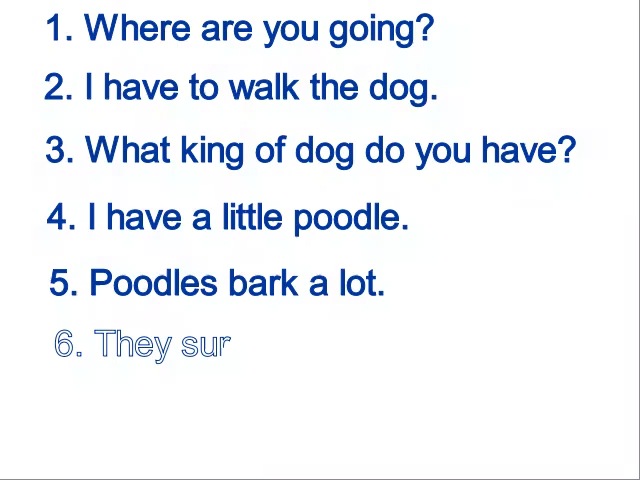 1. Where are you going?
2. I have to walk the dog.
3. What king of dog do you have?
4. I have a little poodle.
5. Poodles bark a lot.
6. They sur